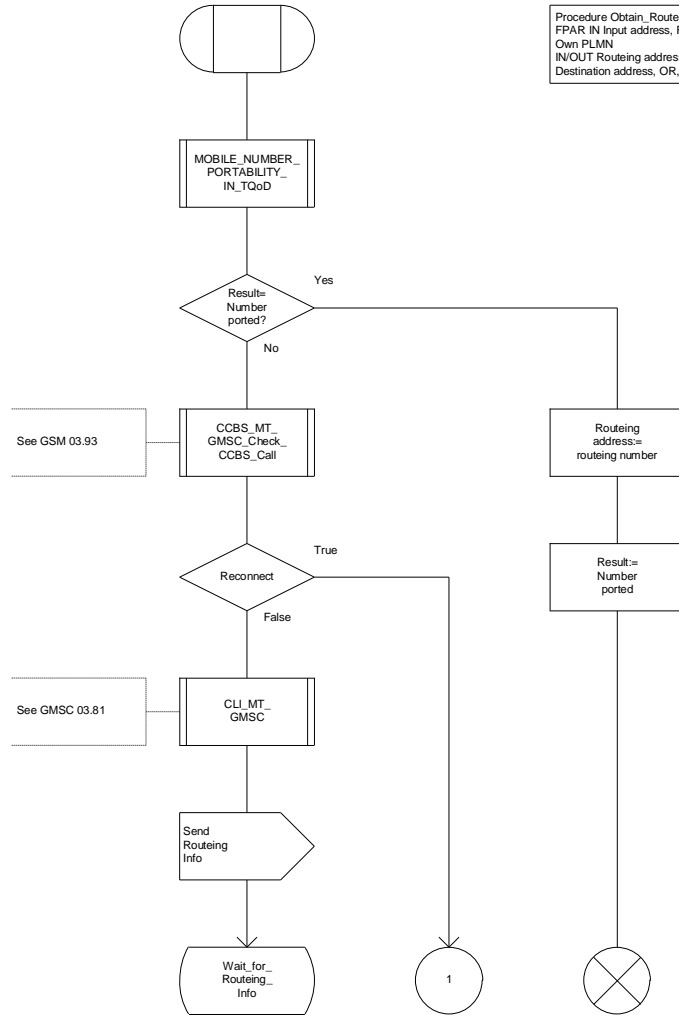 Procedure Obtain_Route
FPAR IN Input address,
Own PLMN
IN/OUT Routeing address
Destination address, OR,
MOBILE_NUMBER_
PORTABILITY_
IN_TQoD
Yes
Result=
Number
ported?
No
See GSM 03.93
CCBS_MT_
GMSC_Check_
CCBS_Call
Routeing
address:=
routeing number
True
Reconnect
Result:=
Number
ported
False
See GMSC 03.81
CLI_MT_
GMSC
Send
Routeing
Info
Wait_for_
Routeing_
Info
1